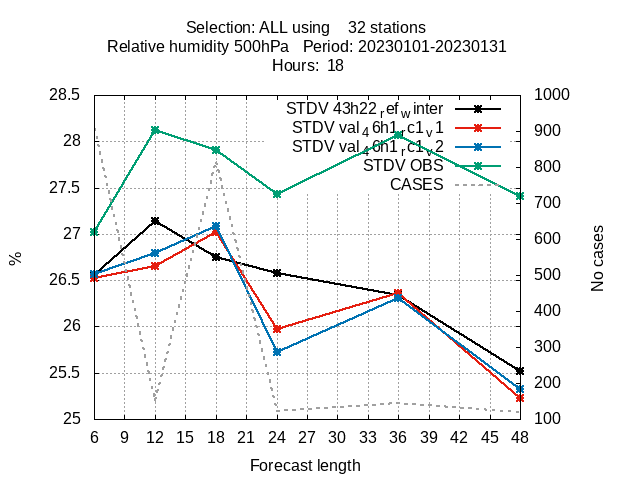 Selection: ALL using 32 stations
Relative humidity 500hPa Period: 20230101-20230131
Hours: 18
28.5
28
27.5
27
26.5
26
25.5
25
%
STDV 43h22refwinter
STDV val46h1rc1v1
STDV val46h1rc1v2
STDV OBS
CASES
1000
900
800
700
600
500
400
300
200
100
No cases
6 9 12 15 18 21 24 27 30 33 36 39 42 45 48
Forecast length